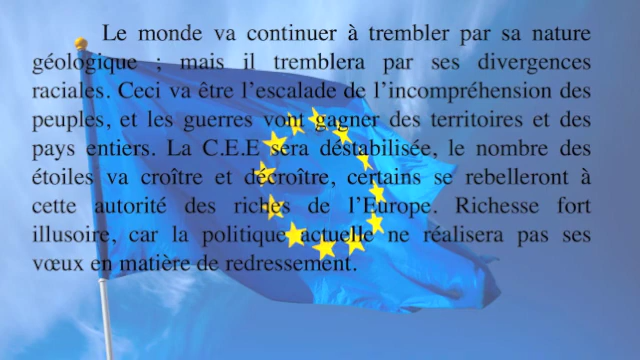 Le monde va continuer à trembler par sa nature
géologique ; mais il tremblera par ses divergences
raciales. Ceci va être l’escalade de l’incompréhension des
peuples, et les guerres vont gagner des territoires et des
pays entiers. La C.E.E sera déstabilisée, le nombre des
étoiles va croître et décroître, certains se rebelleront à
cette autorité des riches de l’Europe. Richesse fort
illusoire, car la politique actuelle ne réalisera pas ses
vœux en matière de redressement.